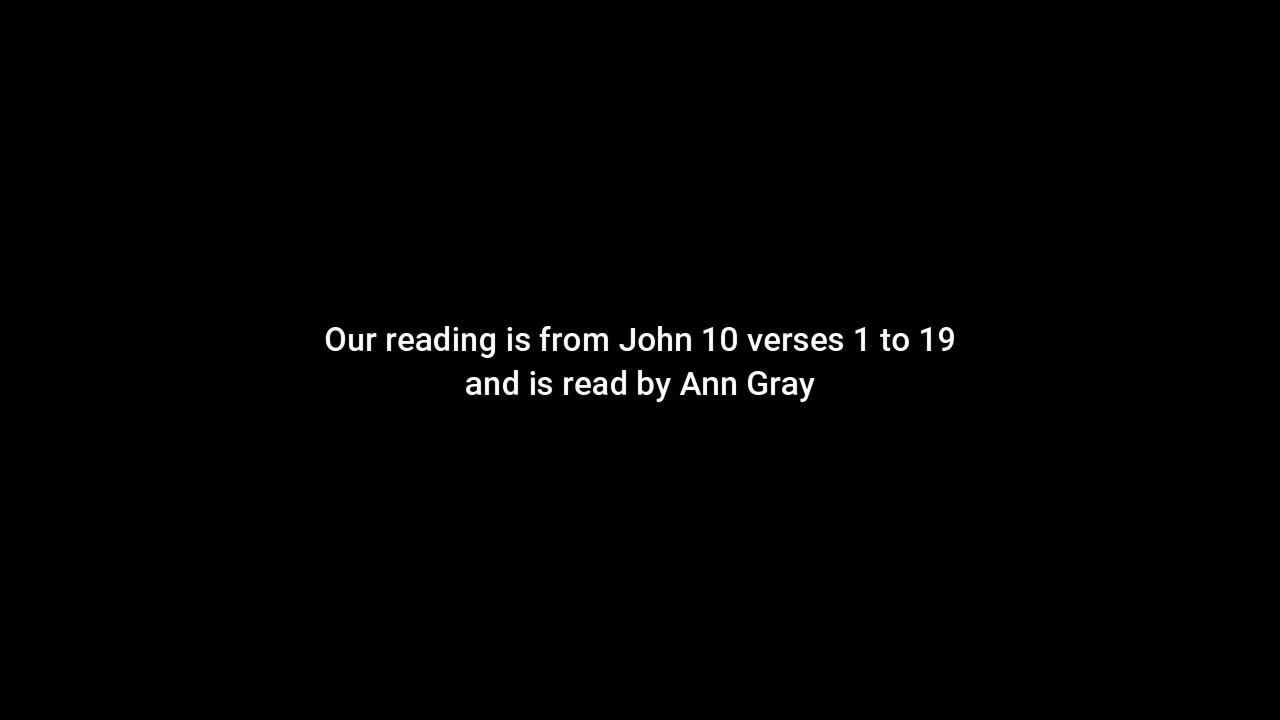 Our reading is from John 10 verses 1 to 19
and is read by Ann Gray